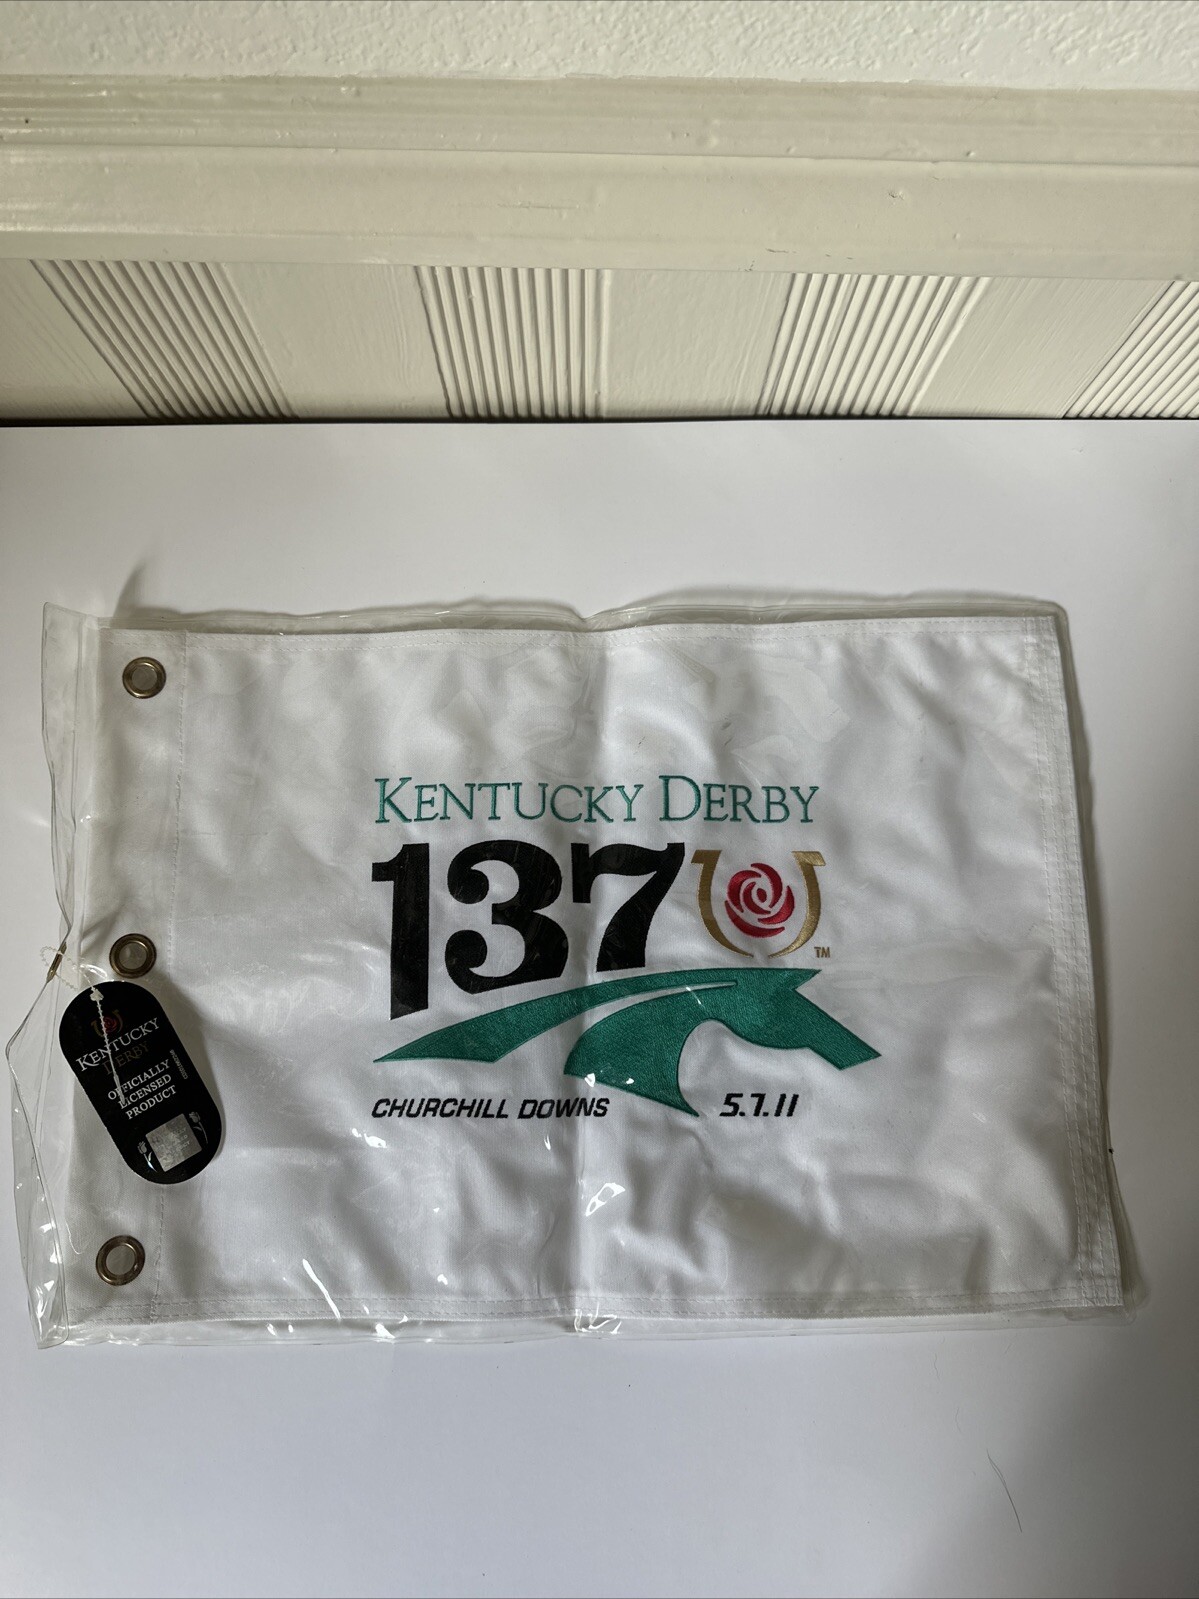 KENTUCKY DERBY
137
TM
CHURCHILL DOWNS 5.7.11
KENTUCKY
DERBY
OFFICIALLY
LICENSED
PRODUCT